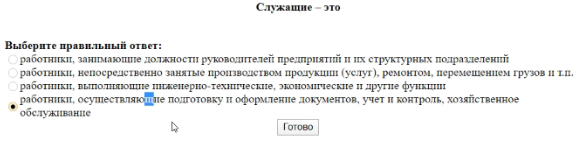 Служащие – это
Выберите правильный ответ:
работники, занимающие должности руководителей предприятий и их структурных подразделений
работники, непосредственно занятые производством продукции (услуг), ремонтом, перемещением грузов и т.п.
работники, выполняющие инженерно-технические, экономические и другие функции
работники, осуществляющие подготовку и оформление документов, учет и контроль, хозяйственное
обслуживание
Готово